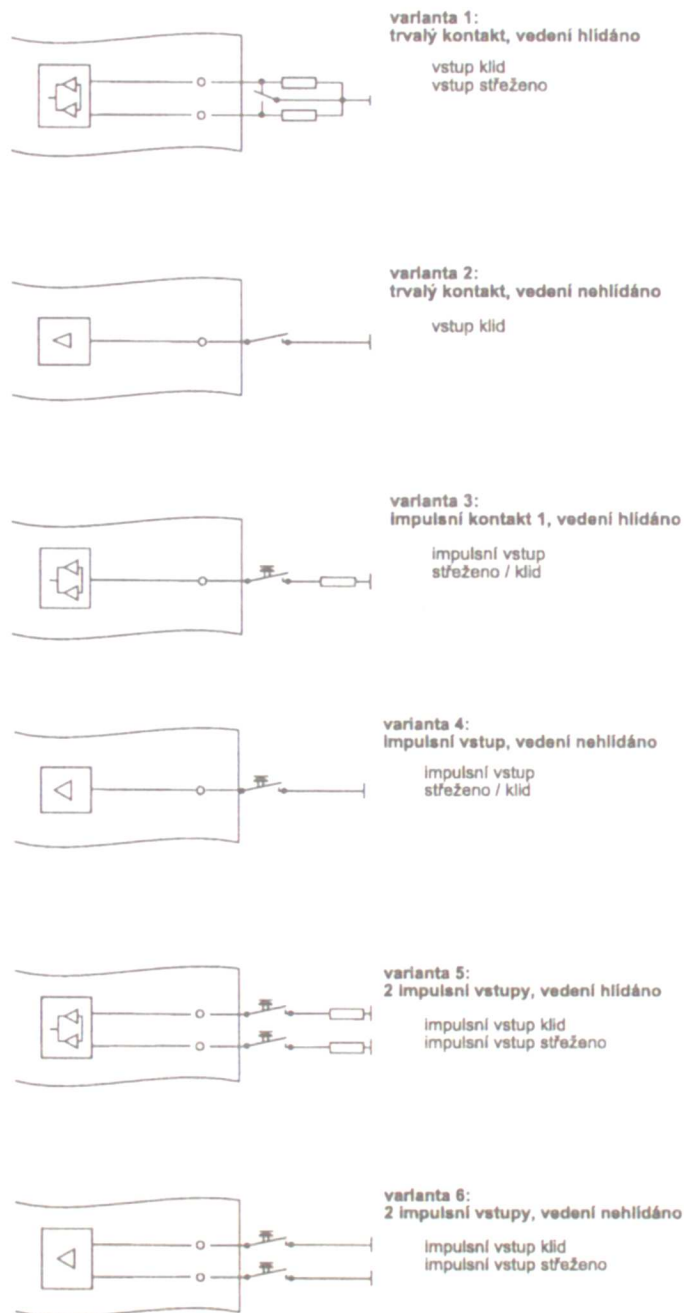 varianta 1:
trvalý kontakt, vedení hlídáno
vstup klid
vstup střeženo
varianta 2:
trvalý kontakt, vedení nehlídáno
vstup klid
varianta 3:
impulsní kontakt 1, vedení hlídáno
impulsní vstup
střeženo / klid
varianta 4:
impulsní vstup, vedení nehlídáno
impulsní vstup
střeženo / klid
varianta 5:
2 impulsní vstupy, vedení hlídáno
impulsní vstup klid
impulsní vstup střeženo
varianta 6:
2 impulsní vstupy, vedení nehlídáno
impulsní vstup klid
impulsní vstup střeženo